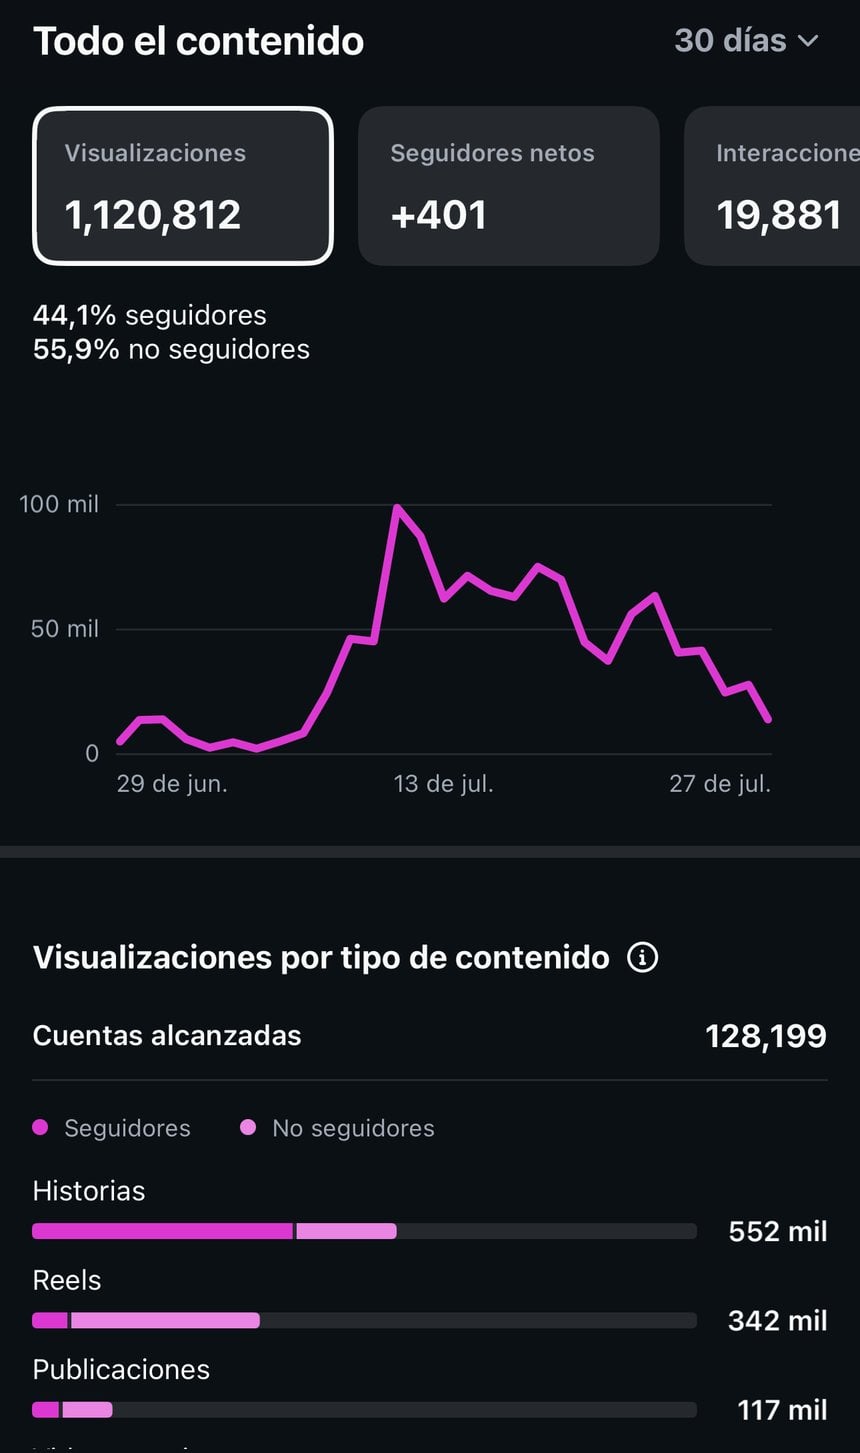 Todo el contenido
30 días
Visualizaciones
1,120,812
Seguidores netos
+401
Interaccione
19,881
44,1% seguidores
55,9% no seguidores
100 mil
50 mil
0
29 de jun.
13 de jul.
27 de jul.
Visualizaciones por tipo de contenido
Cuentas alcanzadas
128,199
Seguidores
No seguidores
Historias
552 mil
Reels
342 mil
Publicaciones
117 mil